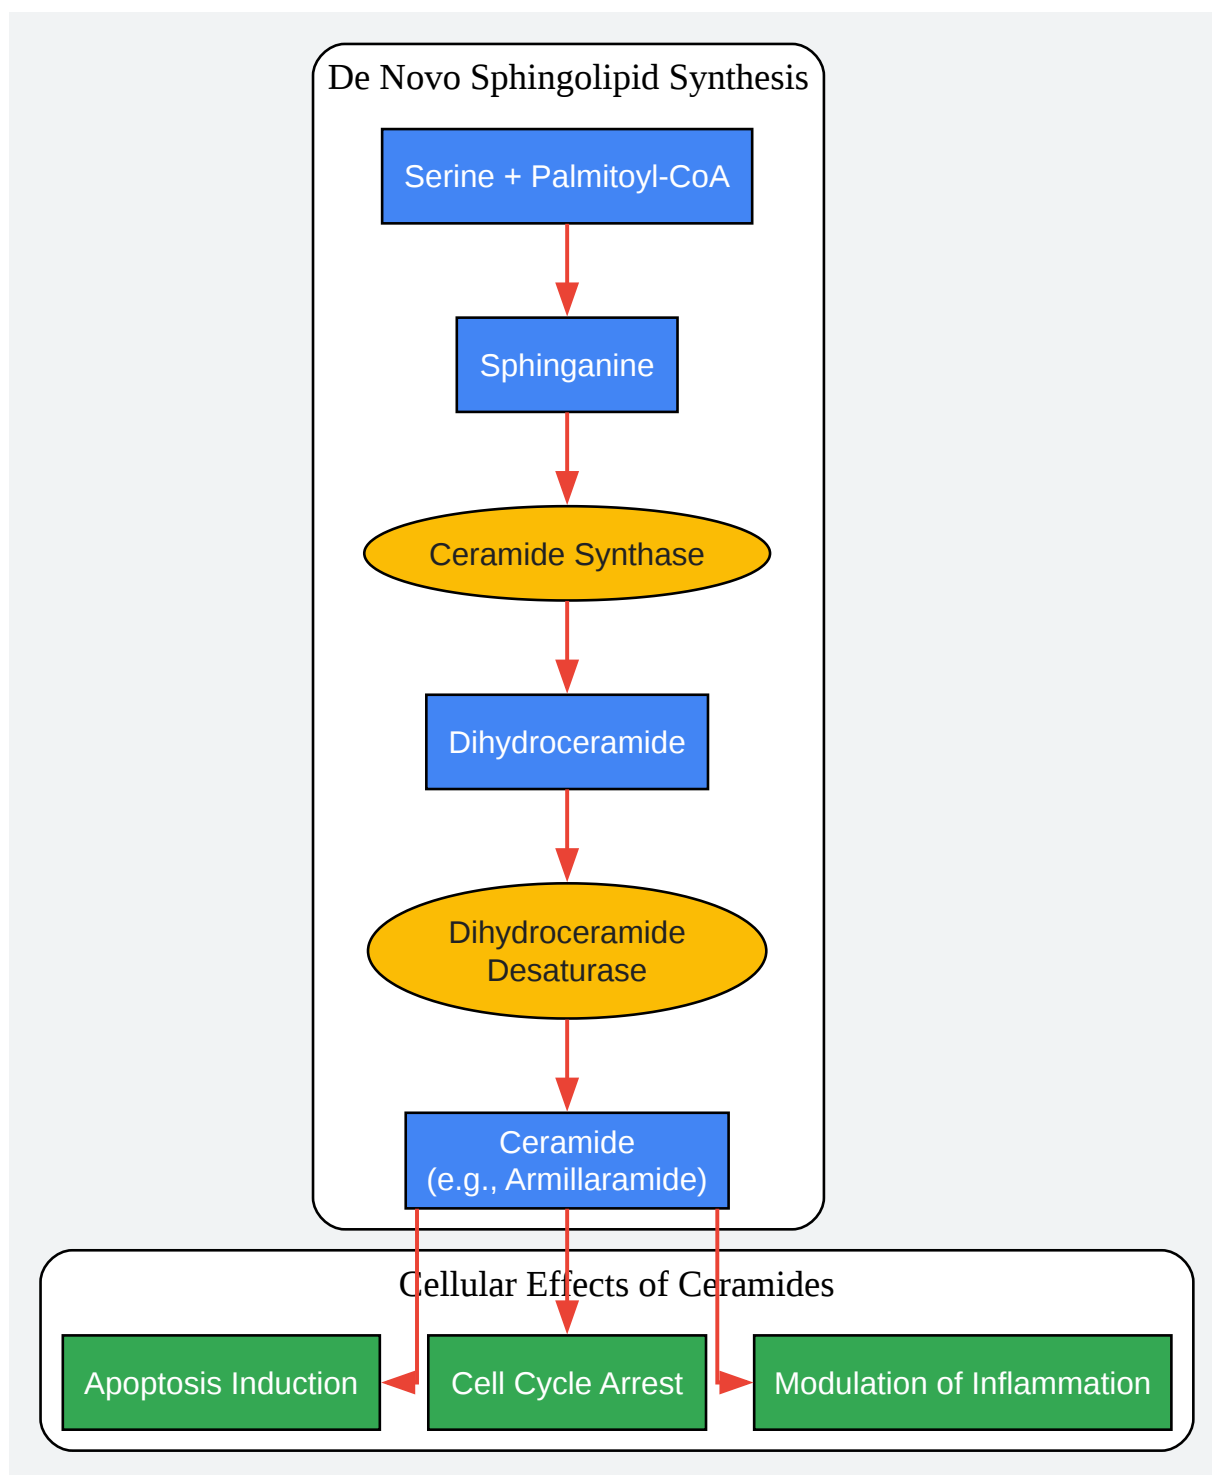 De Novo Sphingolipid Synthesis
Serine + Palmitoyl-CoA
Sphinganine
Ceramide Synthase
Dihydroceramide
Dihydroceramide
Desaturase
Ceramide
(e.g., Armillaramide)
Cellular Effects of Ceramides
Apoptosis Induction
Cell Cycle Arrest
Modulation of Inflammation